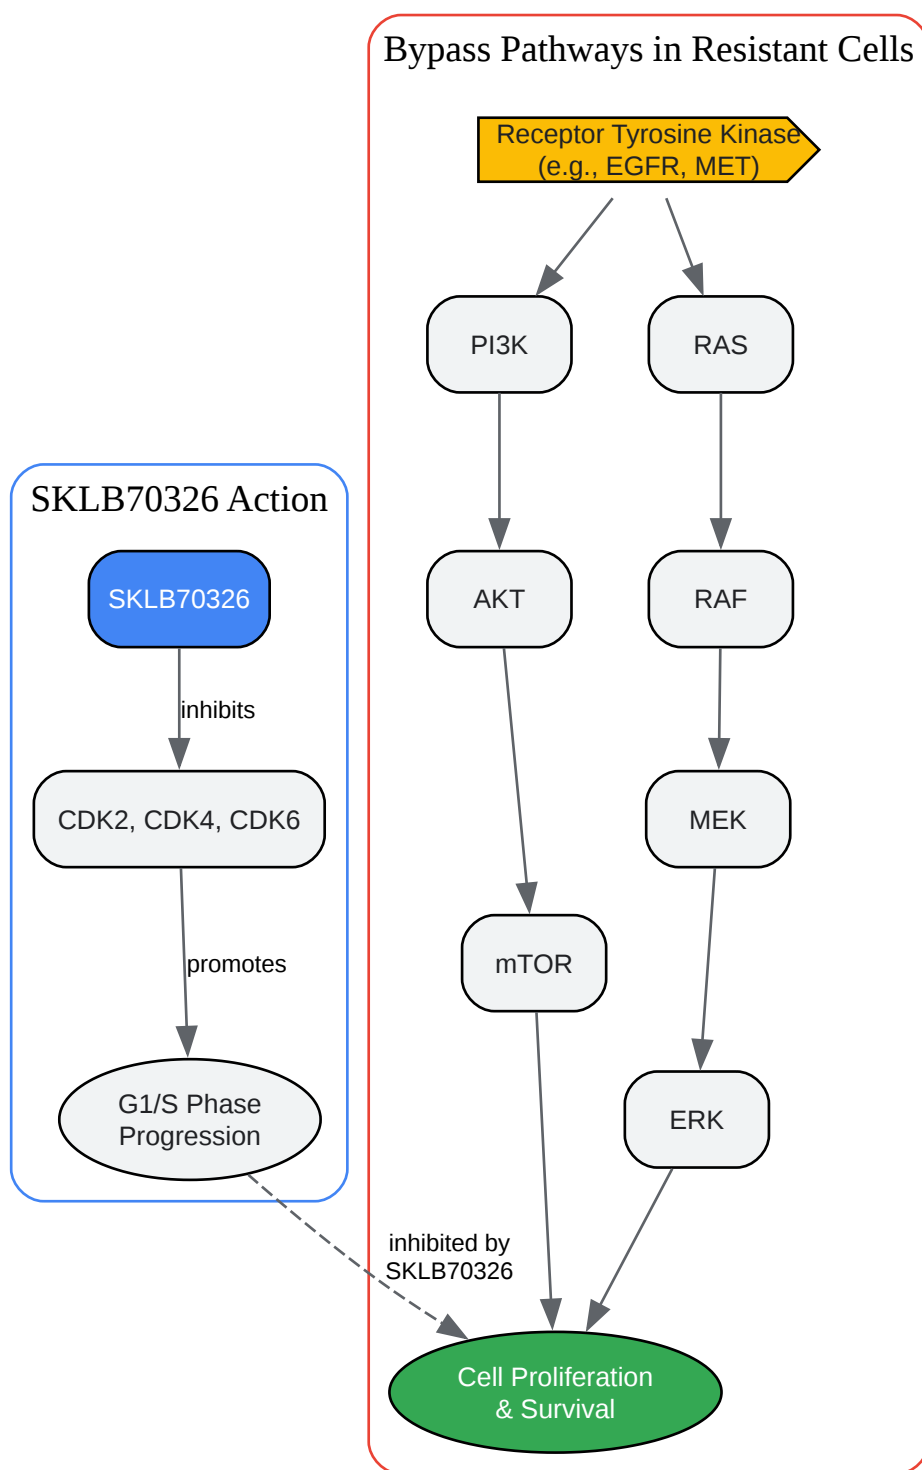 Bypass Pathways in Resistant Cells
Receptor Tyrosine Kinase
(e.g., EGFR, MET)
PI3K
RAS
SKLB70326 Action
SKLB70326
AKT
RAF
inhibits
CDK2, CDK4, CDK6
MEK
promotes
mTOR
G1/S Phase
Progression
ERK
inhibited by
SKLB70326
Cell Proliferation
& Survival